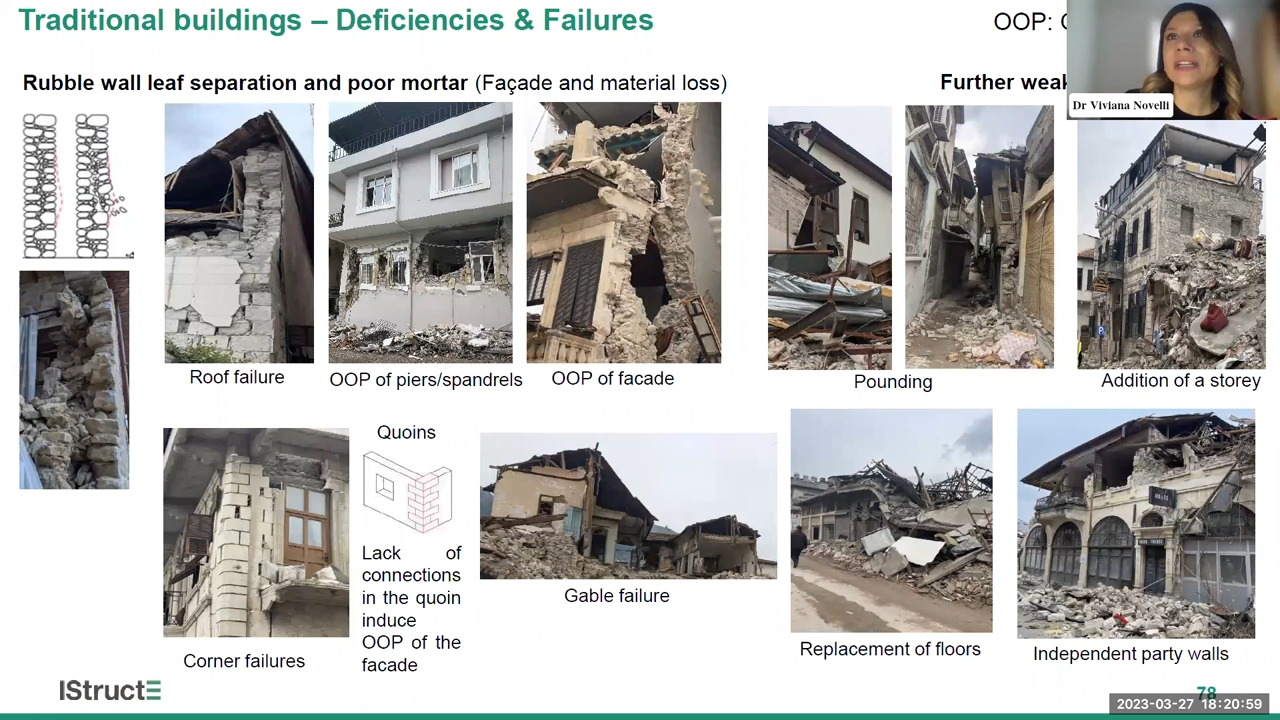 Traditional buildings – Deficiencies & Failures
OOP:
Rubble wall leaf separation and poor mortar (Façade and material loss)
Further
Dr Viviana Novelli
Roof failure
OOP of piers/spandrels
OOP of facade
Pounding
Addition of a storey
Quoins
Lack of
connections
in the quoin
induce
OOP of the
facade
Corner failures
Gable failure
Replacement of floors
Independent party walls
IStructE
78
2023-03-27 18:20:59